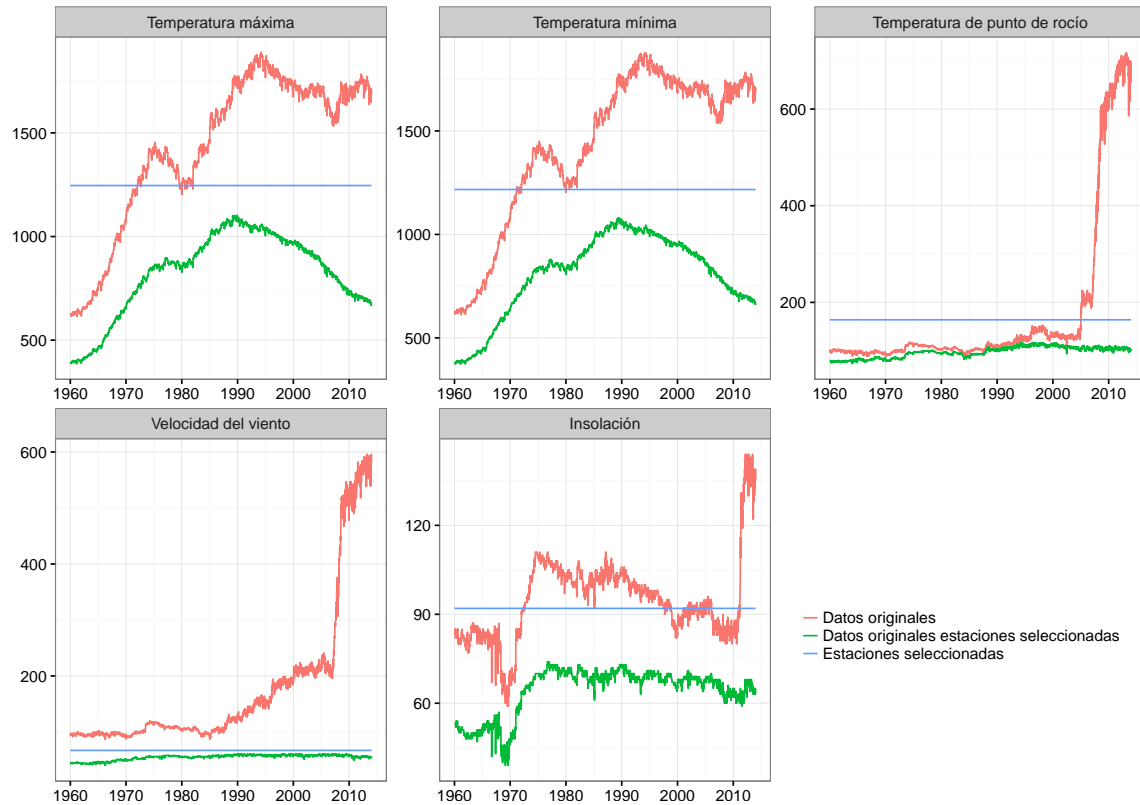 Temperatura máxima
1500
1000
500
1960 1970 1980 1990 2000 2010
Temperatura mínima
1500
1000
500
1960 1970 1980 1990 2000 2010
Temperatura de punto de rocío
600
400
200
1960 1970 1980 1990 2000 2010
Velocidad del viento
600
400
200
1960 1970 1980 1990 2000 2010
Insolación
120
90
60
1960 1970 1980 1990 2000 2010
Datos originales
Datos originales estaciones seleccionadas
Estaciones seleccionadas